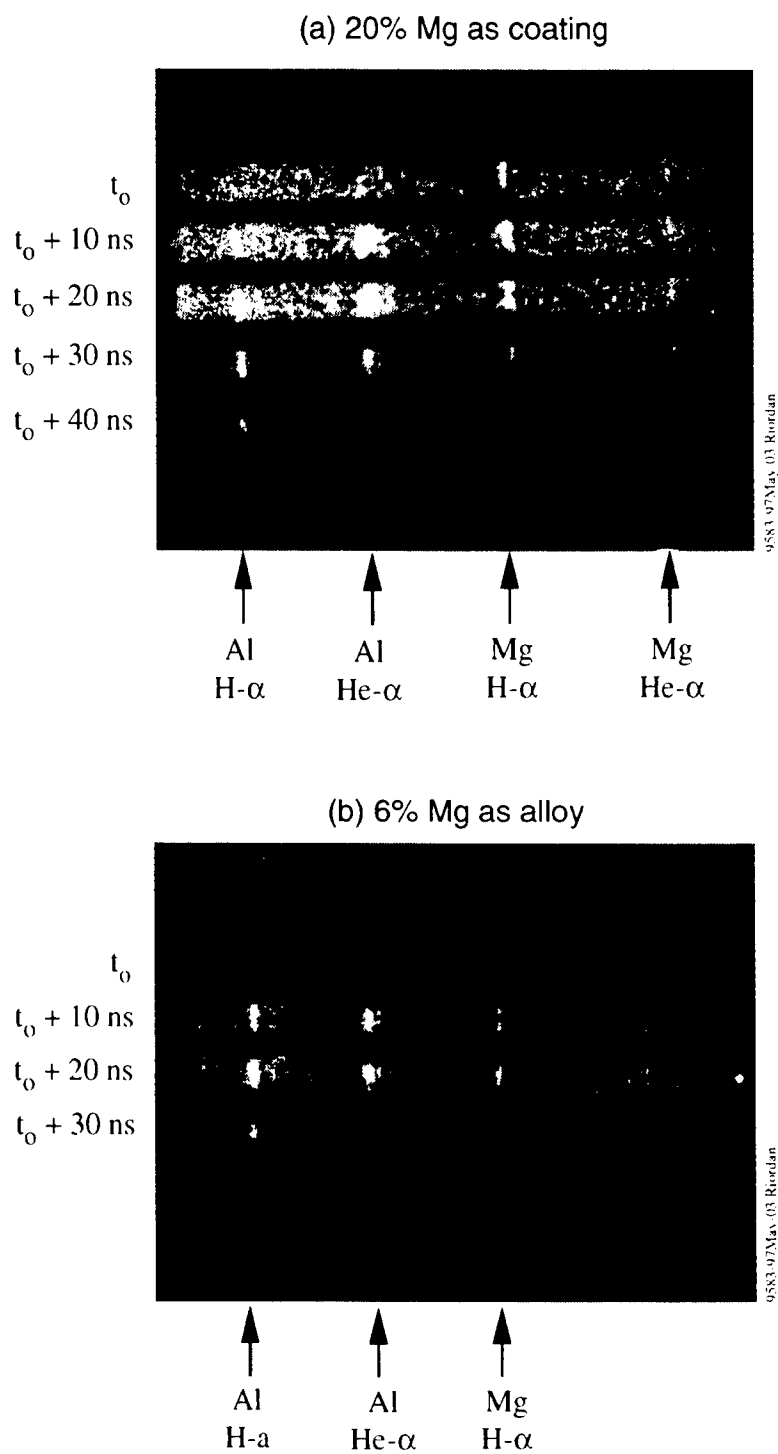 (a) 20% Mg as coating
t₀
t₀ + 10 ns
t₀ + 20 ns
t₀ + 30 ns
t₀ + 40 ns
9583-97May-03 Riordan
Al
H-α
Al
He-α
Mg
H-α
Mg
He-α
(b) 6% Mg as alloy
t₀
t₀ + 10 ns
t₀ + 20 ns
t₀ + 30 ns
9583-97May-03 Riordan
Al
H-a
Al
He-α
Mg
H-α